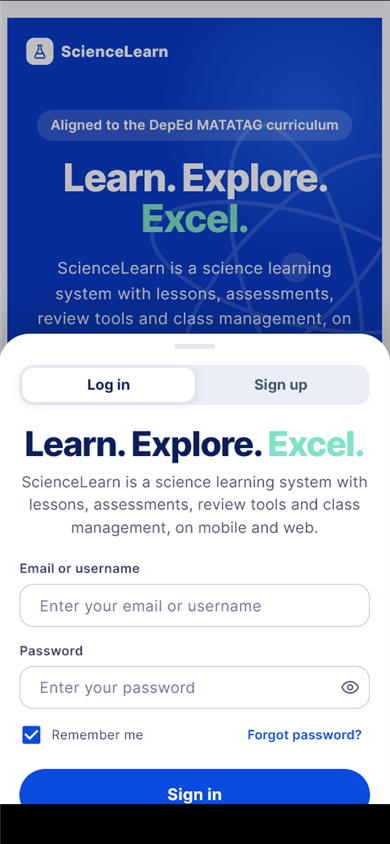 ScienceLearn
Aligned to the DepEd MATATAG curriculum
Learn. Explore.
Excel.
ScienceLearn is a science learning
system with lessons, assessments,
review tools and class management, on
Log in
Sign up
Learn. Explore. Excel.
ScienceLearn is a science learning system with
lessons, assessments, review tools and class
management, on mobile and web.
Email or username
Enter your email or username
Password
Enter your password
Remember me
Forgot password?
Sign in